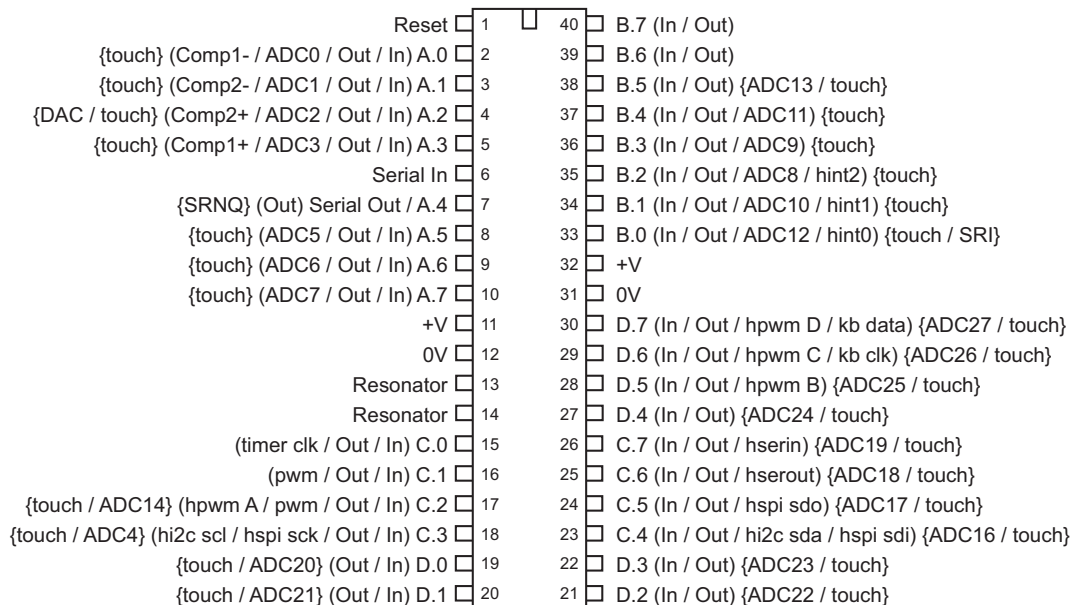 Reset 1 40 B.7 (In / Out)
{touch} (Comp1- / ADC0 / Out / In) A.0 2 39 B.6 (In / Out)
{touch} (Comp2- / ADC1 / Out / In) A.1 3 38 B.5 (In / Out) {ADC13 / touch}
{DAC / touch} (Comp2+ / ADC2 / Out / In) A.2 4 37 B.4 (In / Out / ADC11) {touch}
{touch} (Comp1+ / ADC3 / Out / In) A.3 5 36 B.3 (In / Out / ADC9) {touch}
Serial In 6 35 B.2 (In / Out / ADC8 / hint2) {touch}
{SRNQ} (Out) Serial Out / A.4 7 34 B.1 (In / Out / ADC10 / hint1) {touch}
{touch} (ADC5 / Out / In) A.5 8 33 B.0 (In / Out / ADC12 / hint0) {touch / SRI}
{touch} (ADC6 / Out / In) A.6 9 32 +V
{touch} (ADC7 / Out / In) A.7 10 31 0V
+V 11 30 D.7 (In / Out / hpwm D / kb data) {ADC27 / touch}
0V 12 29 D.6 (In / Out / hpwm C / kb clk) {ADC26 / touch}
Resonator 13 28 D.5 (In / Out / hpwm B) {ADC25 / touch}
Resonator 14 27 D.4 (In / Out) {ADC24 / touch}
(timer clk / Out / In) C.0 15 26 C.7 (In / Out / hserin) {ADC19 / touch}
(pwm / Out / In) C.1 16 25 C.6 (In / Out / hserout) {ADC18 / touch}
{touch / ADC14} (hpwm A / pwm / Out / In) C.2 17 24 C.5 (In / Out / hspi sdo) {ADC17 / touch}
{touch / ADC4} (hi2c scl / hspi sck / Out / In) C.3 18 23 C.4 (In / Out / hi2c sda / hspi sdi) {ADC16 / touch}
{touch / ADC20} (Out / In) D.0 19 22 D.3 (In / Out) {ADC23 / touch}
{touch / ADC21} (Out / In) D.1 20 21 D.2 (In / Out) {ADC22 / touch}